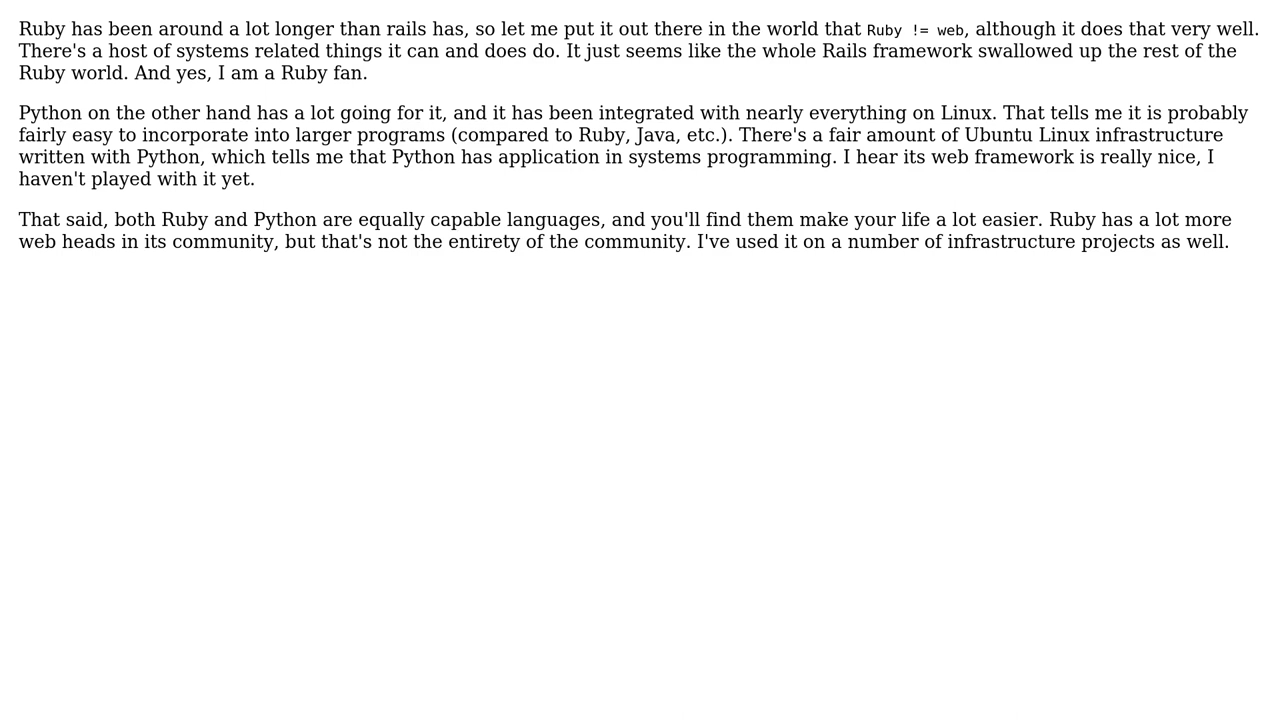 Ruby has been around a lot longer than rails has, so let me put it out there in the world that Ruby != web, although it does that very well.
There's a host of systems related things it can and does do. It just seems like the whole Rails framework swallowed up the rest of the
Ruby world. And yes, I am a Ruby fan.
Python on the other hand has a lot going for it, and it has been integrated with nearly everything on Linux. That tells me it is probably
fairly easy to incorporate into larger programs (compared to Ruby, Java, etc.). There's a fair amount of Ubuntu Linux infrastructure
written with Python, which tells me that Python has application in systems programming. I hear its web framework is really nice, I
haven't played with it yet.
That said, both Ruby and Python are equally capable languages, and you'll find them make your life a lot easier. Ruby has a lot more
web heads in its community, but that's not the entirety of the community. I've used it on a number of infrastructure projects as well.